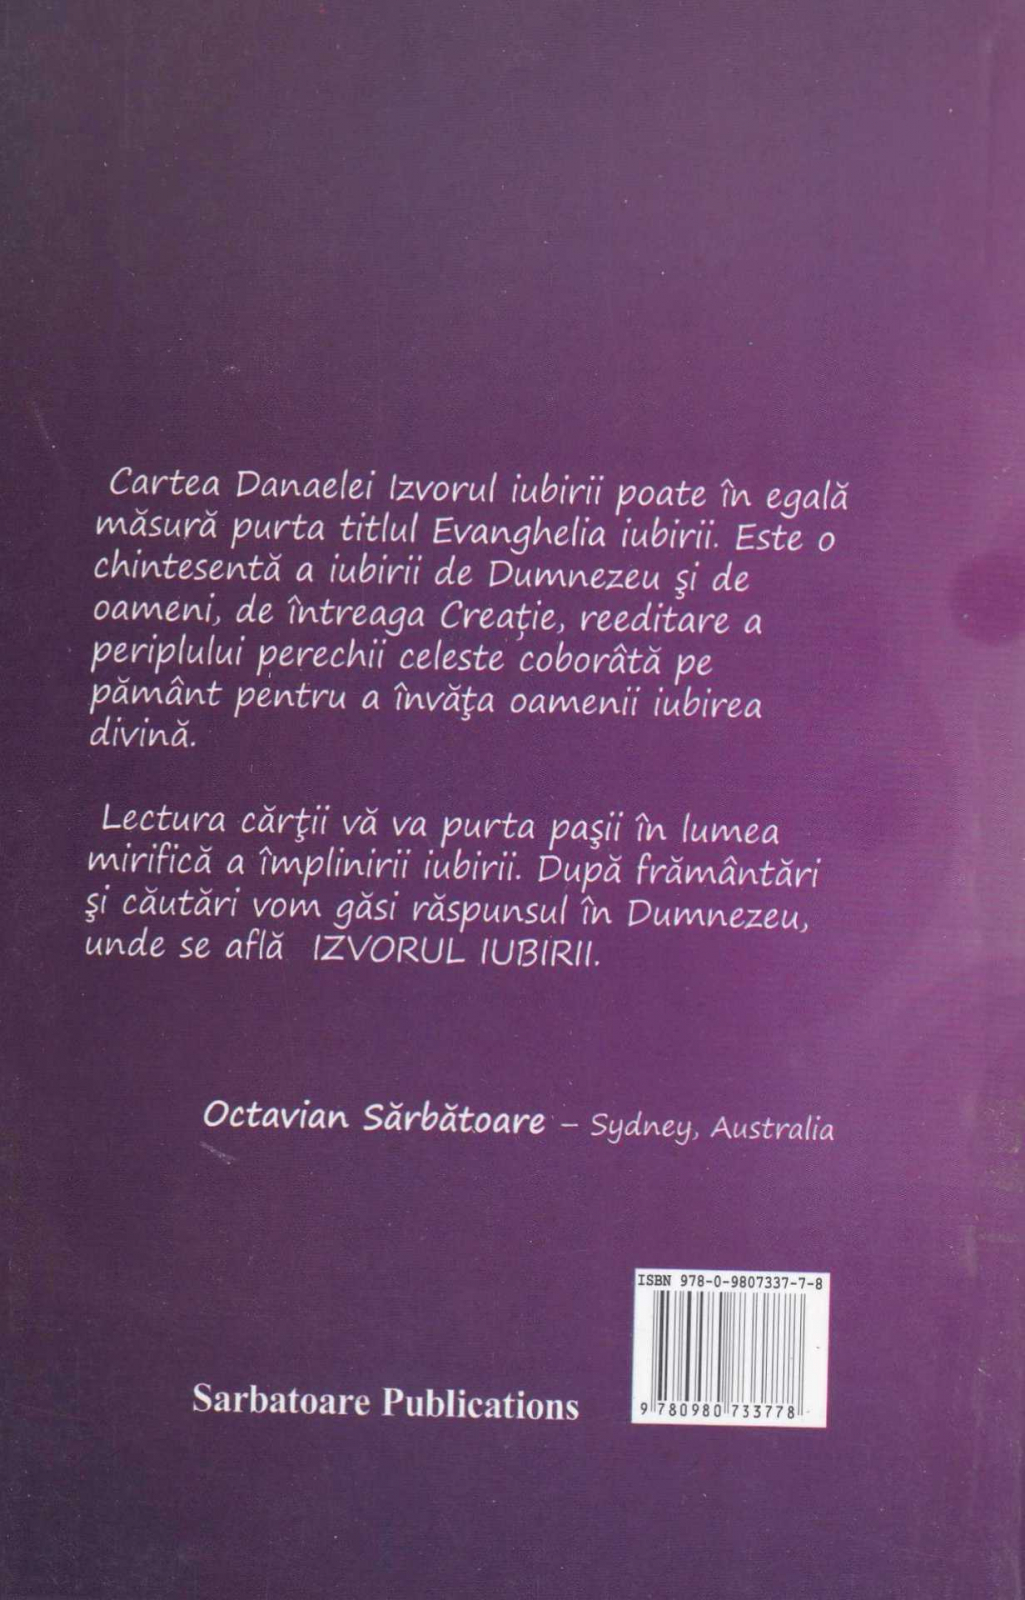 Cartea Danaelei Izvorul iubirii poate în egală
măsură purta titlul Evanghelia iubirii. Este o
chintesentă a iubirii de Dumnezeu şi de
oameni, de întreaga Creaţie, reeditare a
periplului perechii celeste coborâtă pe
pământ pentru a învăţa oamenii iubirea
divină.
Lectura cărţii vă va purta paşii în lumea
mirifică a împlinirii iubirii. După frământări
şi căutări vom găsi răspunsul în Dumnezeu,
unde se află IZVORUL IUBIRII.
Octavian Sărbătoare – Sydney, Australia
ISBN 978-0-9807337-7-8
9 780980 733778
Sarbatoare Publications